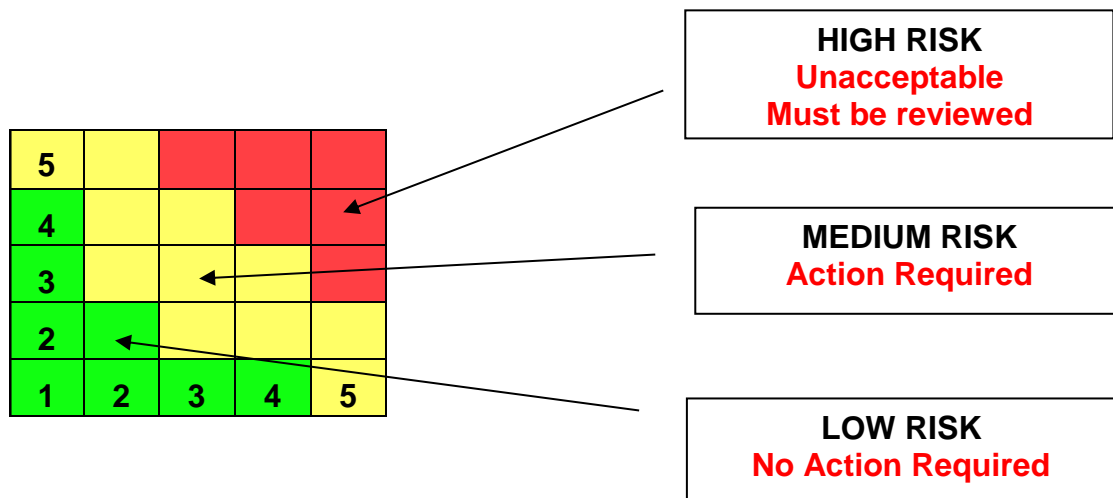 HIGH RISK
Unacceptable
Must be reviewed
5
4
3
2
1 2 3 4 5
MEDIUM RISK
Action Required
LOW RISK
No Action Required